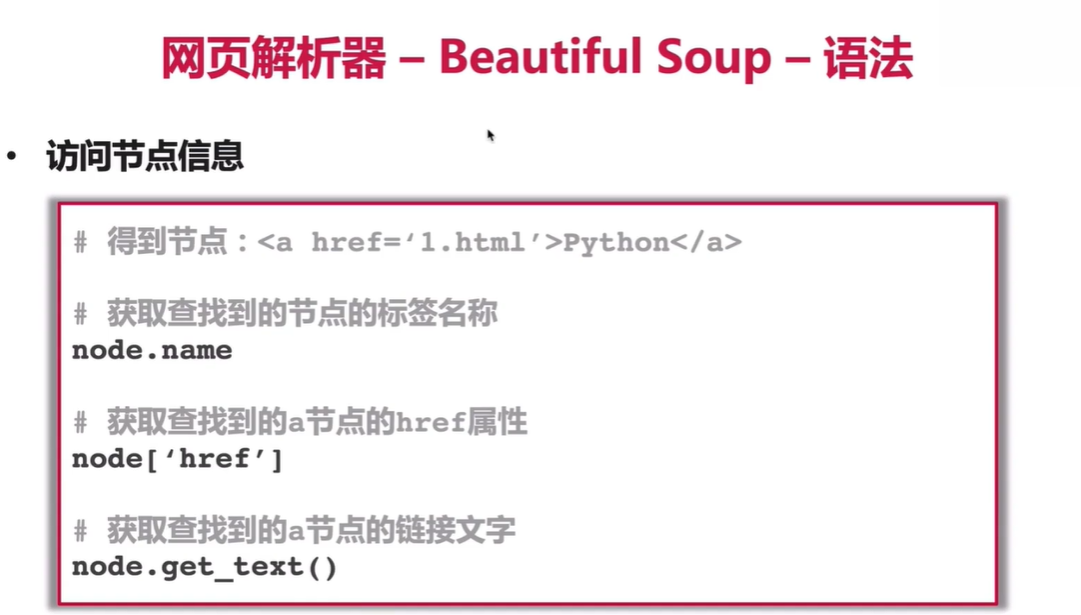 网页解析器 – Beautiful Soup – 语法
• 访问节点信息
# 得到节点：<a href=‘1.html’>Python</a>
# 获取查找到的节点的标签名称
node.name
# 获取查找到的a节点的href属性
node[‘href’]
# 获取查找到的a节点的链接文字
node.get_text()